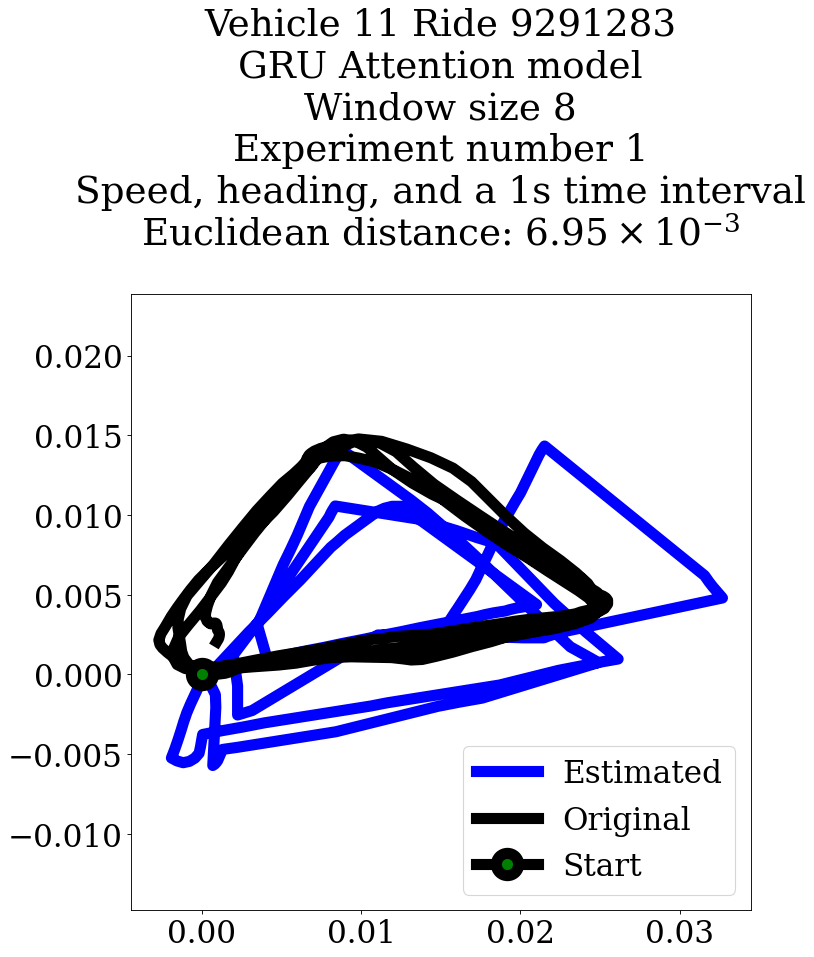 Vehicle 11 Ride 9291283
GRU Attention model
Window size 8
Experiment number 1
Speed, heading, and a 1s time interval
Euclidean distance: 6.95 × 10⁻³
0.020
0.015
0.010
0.005
0.000
−0.005
−0.010
Estimated
Original
Start
0.00 0.01 0.02 0.03